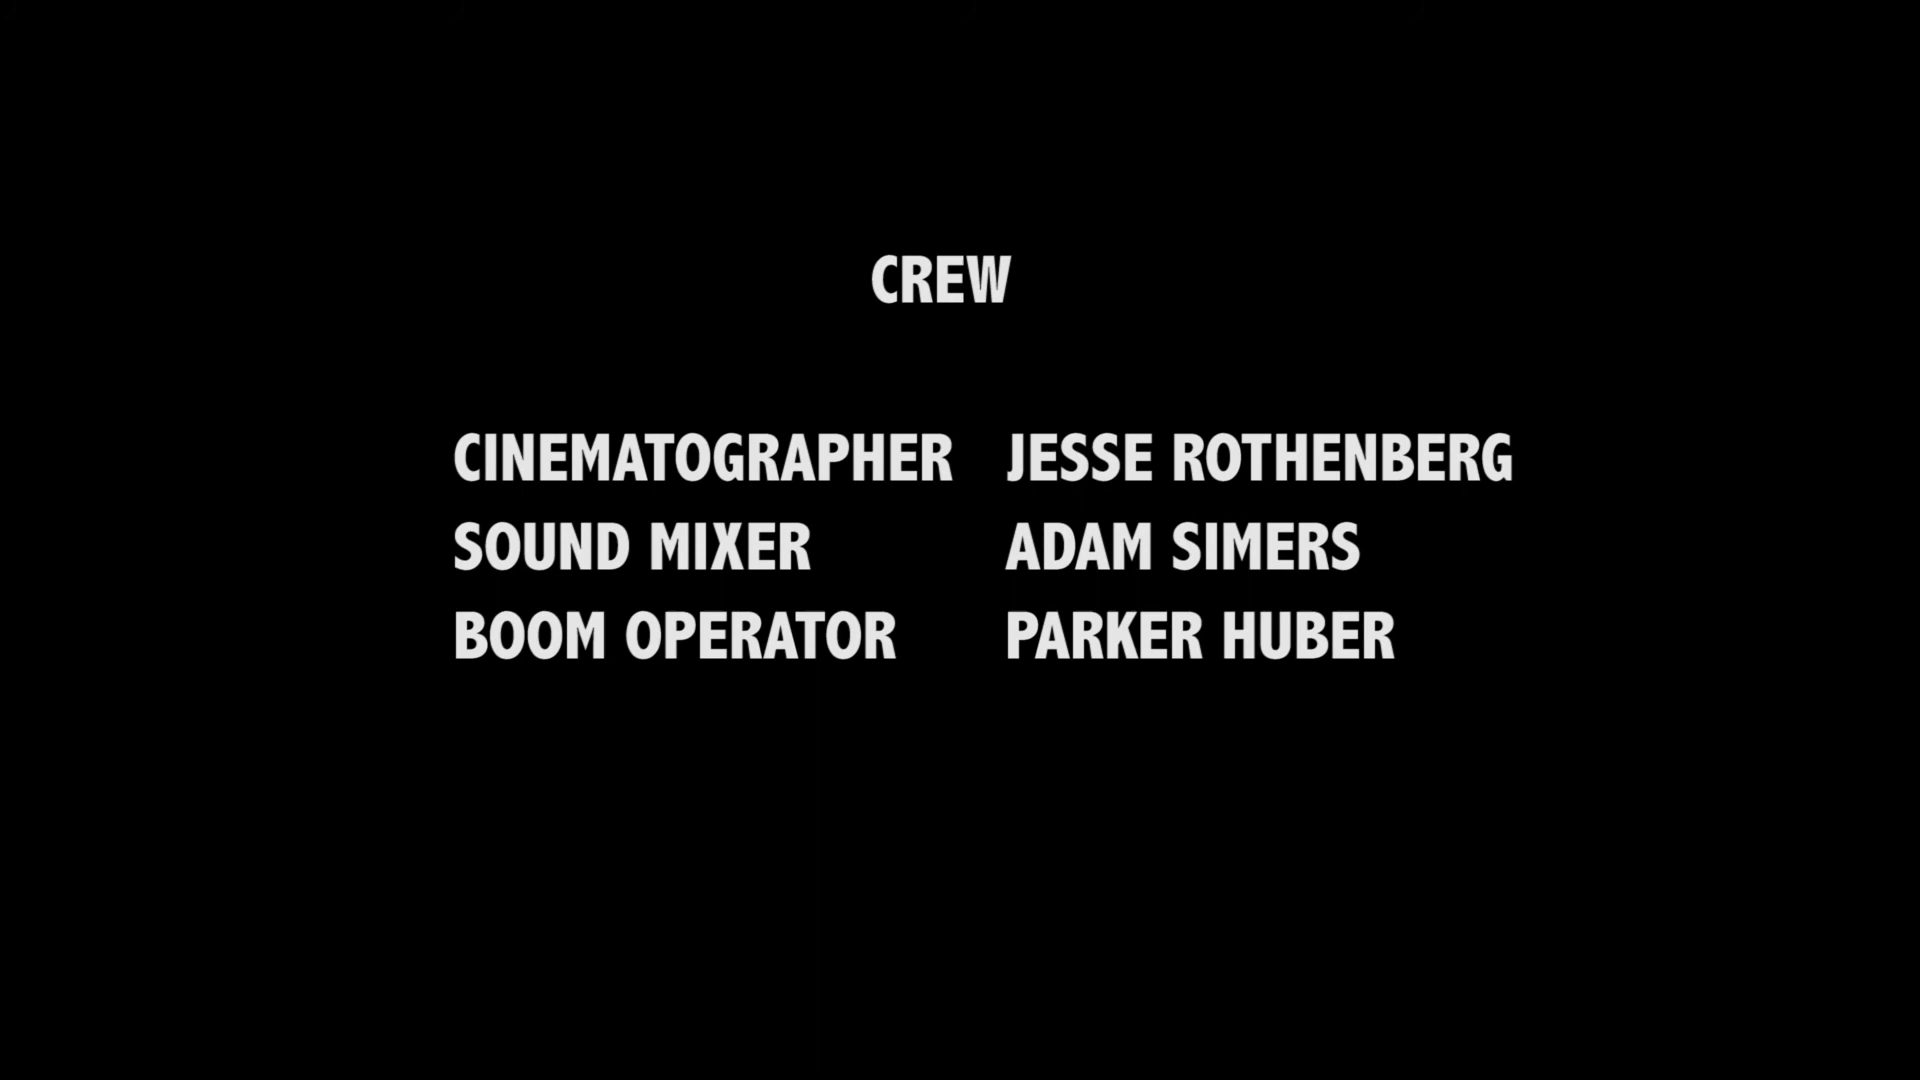 CREW
CINEMATOGRAPHER JESSE ROTHENBERG
SOUND MIXER ADAM SIMERS
BOOM OPERATOR PARKER HUBER